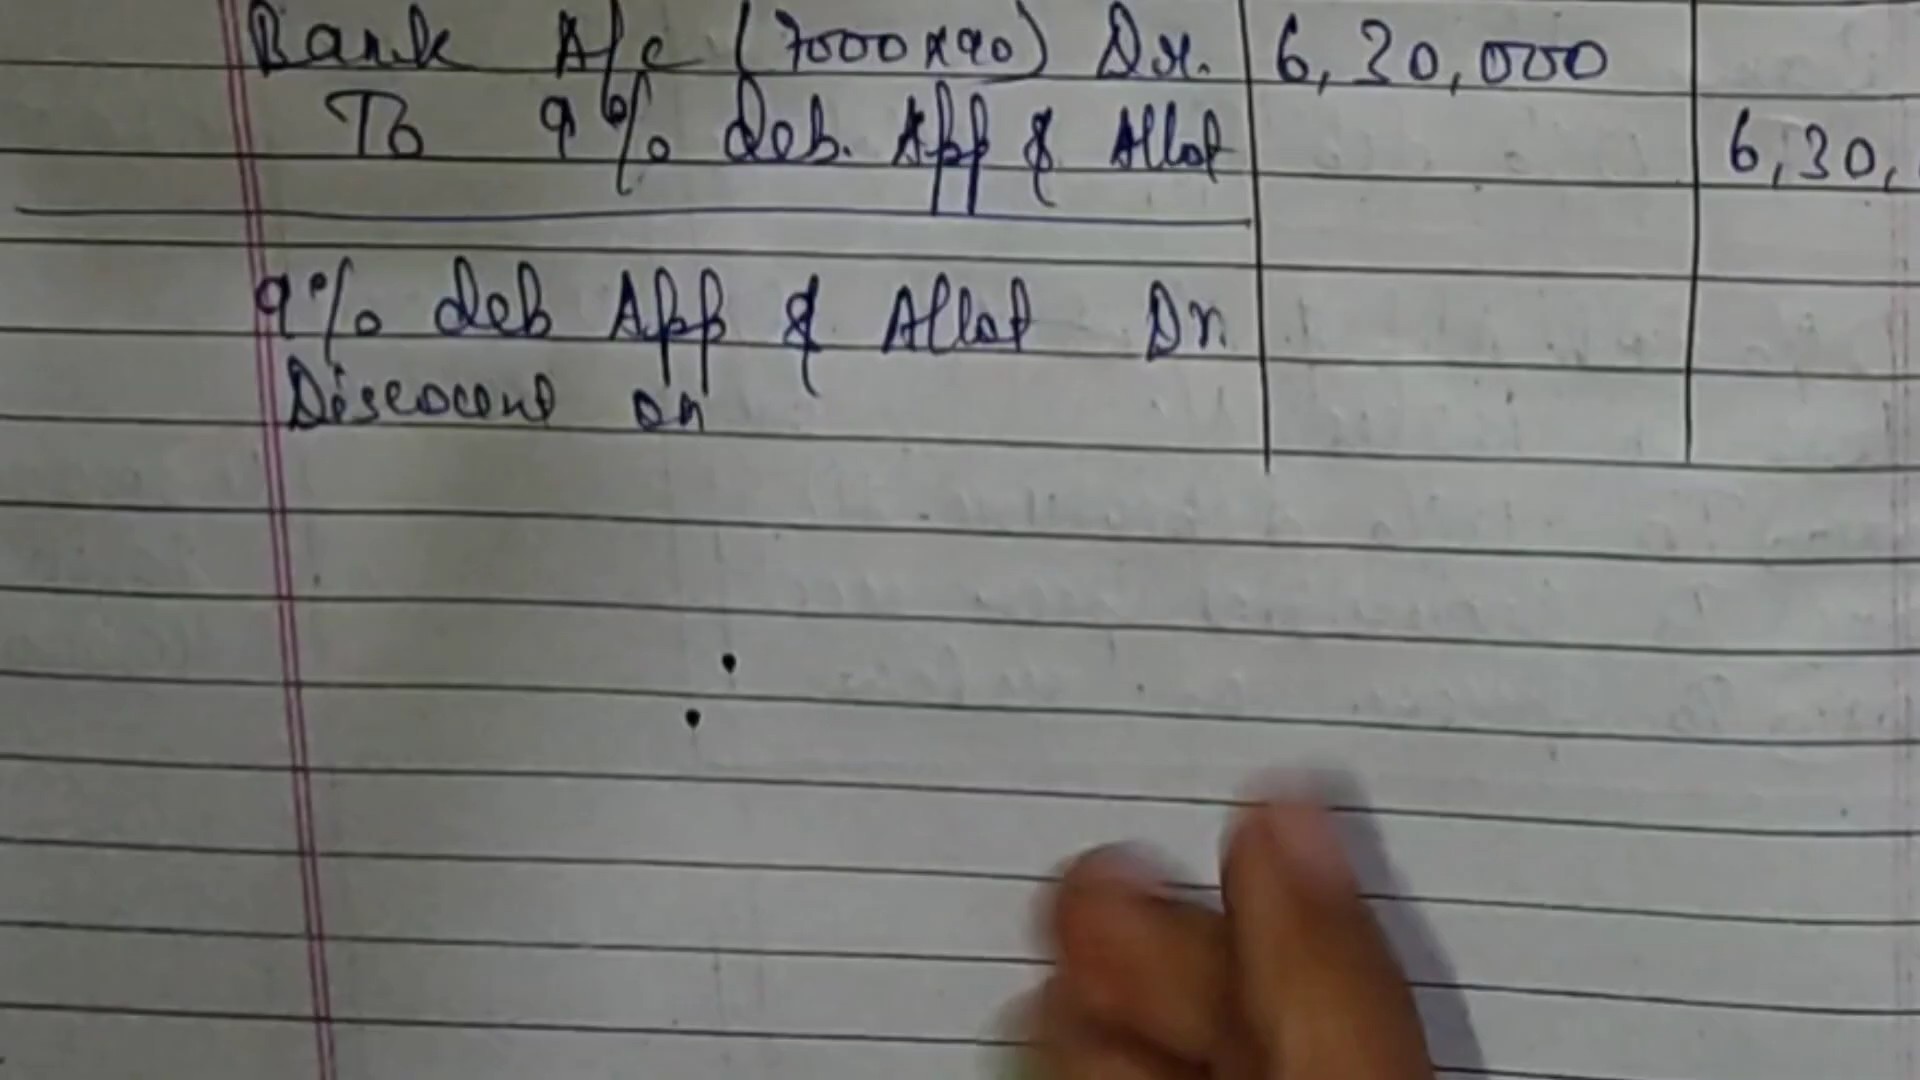 Bank A/c (7000x90) Dr. 6,30,000
To 9% deb. App & Allot 6,30,
9% deb App & Allot Dr.
Discount on